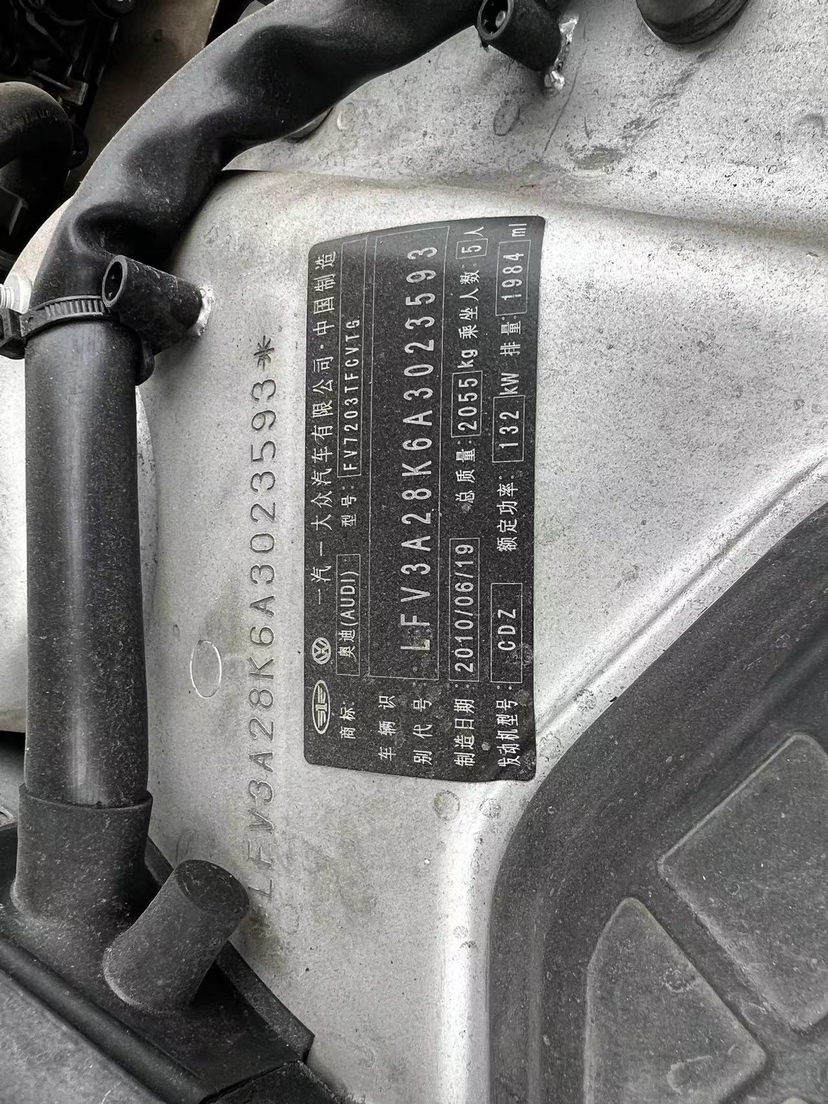 一汽一大众汽车有限公司·中国制造
商标: 奥迪(AUDI) 型号: FV7203TFCVTG
车辆识别代号: LFV3A28K6A3023593
制造日期: 2010/06/19 总质量: 2055 kg 乘坐人数: 5 人
发动机型号: CDZ 额定功率: 132 kW 排量: 1984 ml
LFV3A28K6A3023593*